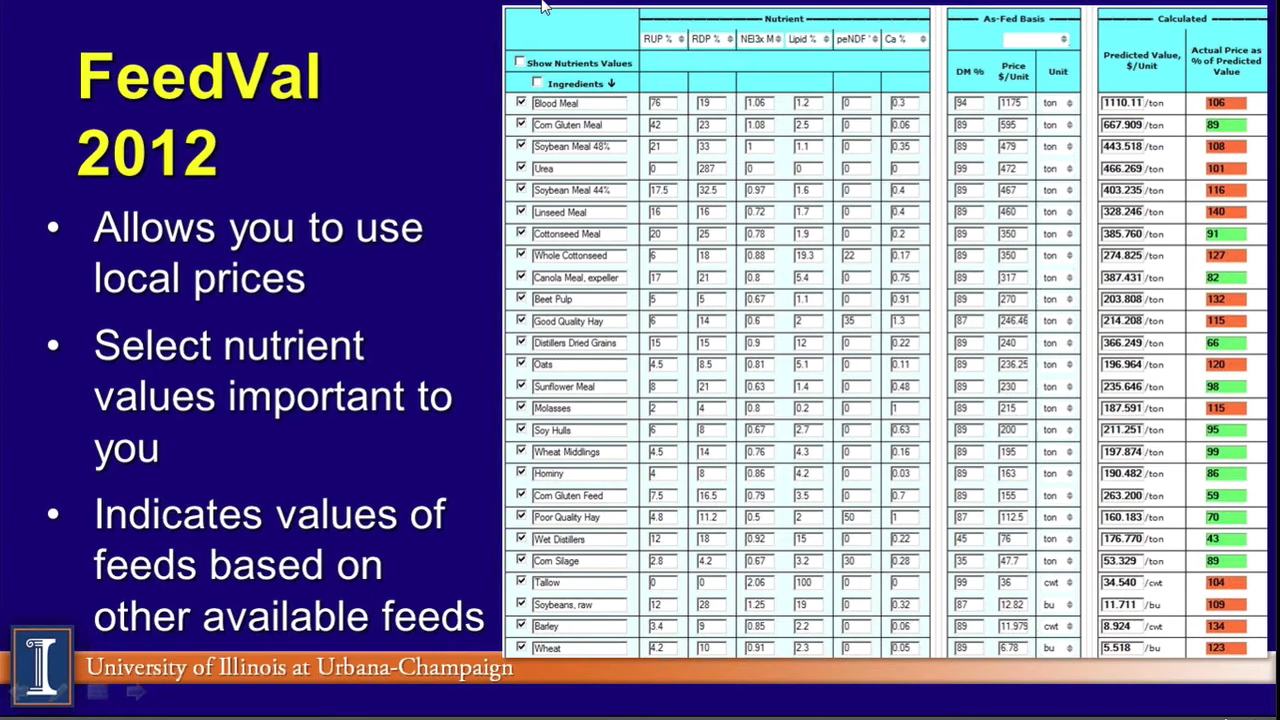 FeedVal
2012
• Allows you to use
local prices
• Select nutrient
values important to
you
• Indicates values of
feeds based on
other available feeds
I University of Illinois at Urbana-Champaign
Nutrient As-Fed Basis Calculated
RUP % RDP % NEl3x M Lipid % peNDF Ca %
DM % Price $/Unit Unit Predicted Value, $/Unit Actual Price as % of Predicted Value
Show Nutrients Values
Ingredients ↓
Blood Meal 76 19 1.06 1.2 0 0.3 94 1175 ton 1110.11 /ton 106
Corn Gluten Meal 42 23 1.08 2.5 0 0.06 89 595 ton 667.909 /ton 89
Soybean Meal 48% 21 33 1 1.1 0 0.35 89 479 ton 443.518 /ton 108
Urea 0 287 0 0 0 0 99 472 ton 466.269 /ton 101
Soybean Meal 44% 17.5 32.5 0.97 1.6 0 0.4 89 467 ton 403.235 /ton 116
Linseed Meal 16 16 0.72 1.7 0 0.4 89 460 ton 328.246 /ton 140
Cottonseed Meal 20 25 0.78 1.9 0 0.2 89 350 ton 385.760 /ton 91
Whole Cottonseed 6 18 0.88 19.3 22 0.17 89 350 ton 274.825 /ton 127
Canola Meal, expeller 17 21 0.8 5.4 0 0.75 89 317 ton 387.431 /ton 82
Beet Pulp 5 5 0.67 1.1 0 0.91 89 270 ton 203.808 /ton 132
Good Quality Hay 6 14 0.6 2 35 1.3 87 246.46 ton 214.208 /ton 115
Distillers Dried Grains 15 15 0.9 12 0 0.22 89 240 ton 366.249 /ton 66
Oats 4.5 8.5 0.81 5.1 0 0.11 89 236.25 ton 196.964 /ton 120
Sunflower Meal 8 21 0.63 1.4 0 0.48 89 230 ton 235.646 /ton 98
Molasses 2 4 0.8 0.2 0 1 89 215 ton 187.591 /ton 115
Soy Hulls 6 8 0.67 2.7 0 0.63 89 200 ton 211.251 /ton 95
Wheat Middlings 4.5 14 0.76 4.3 0 0.16 89 195 ton 197.874 /ton 99
Hominy 4 8 0.86 4.2 0 0.03 89 163 ton 190.482 /ton 86
Corn Gluten Feed 7.5 16.5 0.79 3.5 0 0.7 89 155 ton 263.200 /ton 59
Poor Quality Hay 4.8 11.2 0.5 2 50 1 87 112.5 ton 160.183 /ton 70
Wet Distillers 12 18 0.92 15 0 0.22 45 76 ton 176.770 /ton 43
Corn Silage 2.8 4.2 0.67 3.2 30 0.28 35 47.7 ton 53.329 /ton 89
Tallow 0 0 2.06 100 0 0 99 36 cwt 34.540 /cwt 104
Soybeans, raw 12 28 1.25 19 0 0.32 87 12.82 bu 11.711 /bu 109
Barley 3.4 9 0.85 2.2 0 0.06 89 11.979 cwt 8.924 /cwt 134
Wheat 4.2 10 0.91 2.3 0 0.05 89 6.78 bu 5.518 /bu 123